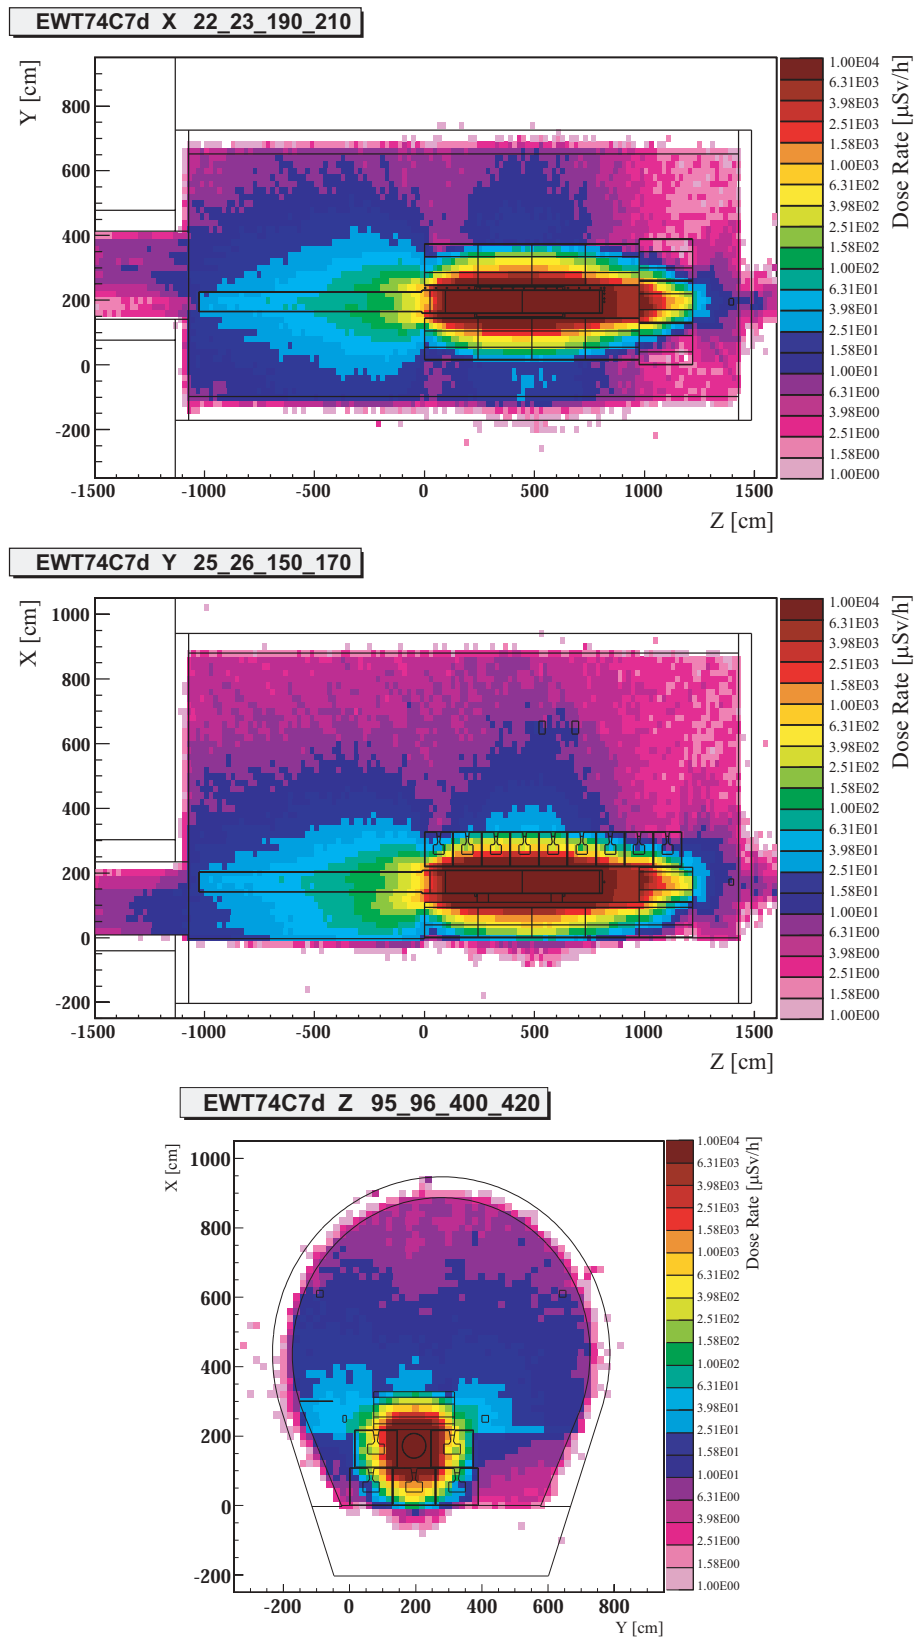 EWT74C7d X 22_23_190_210
Y [cm]
800
600
400
200
0
-200
-1500
-1000
-500
0
500
1000
1500
Z [cm]
1.00E04
6.31E03
3.98E03
2.51E03
1.58E03
1.00E03
6.31E02
3.98E02
2.51E02
1.58E02
1.00E02
6.31E01
3.98E01
2.51E01
1.58E01
1.00E01
6.31E00
3.98E00
2.51E00
1.58E00
1.00E00
Dose Rate [µSv/h]
EWT74C7d Y 25_26_150_170
X [cm]
1000
800
600
400
200
0
-200
-1500
-1000
-500
0
500
1000
1500
Z [cm]
1.00E04
6.31E03
3.98E03
2.51E03
1.58E03
1.00E03
6.31E02
3.98E02
2.51E02
1.58E02
1.00E02
6.31E01
3.98E01
2.51E01
1.58E01
1.00E01
6.31E00
3.98E00
2.51E00
1.58E00
1.00E00
Dose Rate [µSv/h]
EWT74C7d Z 95_96_400_420
X [cm]
1000
800
600
400
200
0
-200
-200
0
200
400
600
800
Y [cm]
1.00E04
6.31E03
3.98E03
2.51E03
1.58E03
1.00E03
6.31E02
3.98E02
2.51E02
1.58E02
1.00E02
6.31E01
3.98E01
2.51E01
1.58E01
1.00E01
6.31E00
3.98E00
2.51E00
1.58E00
1.00E00
Dose Rate [µSv/h]